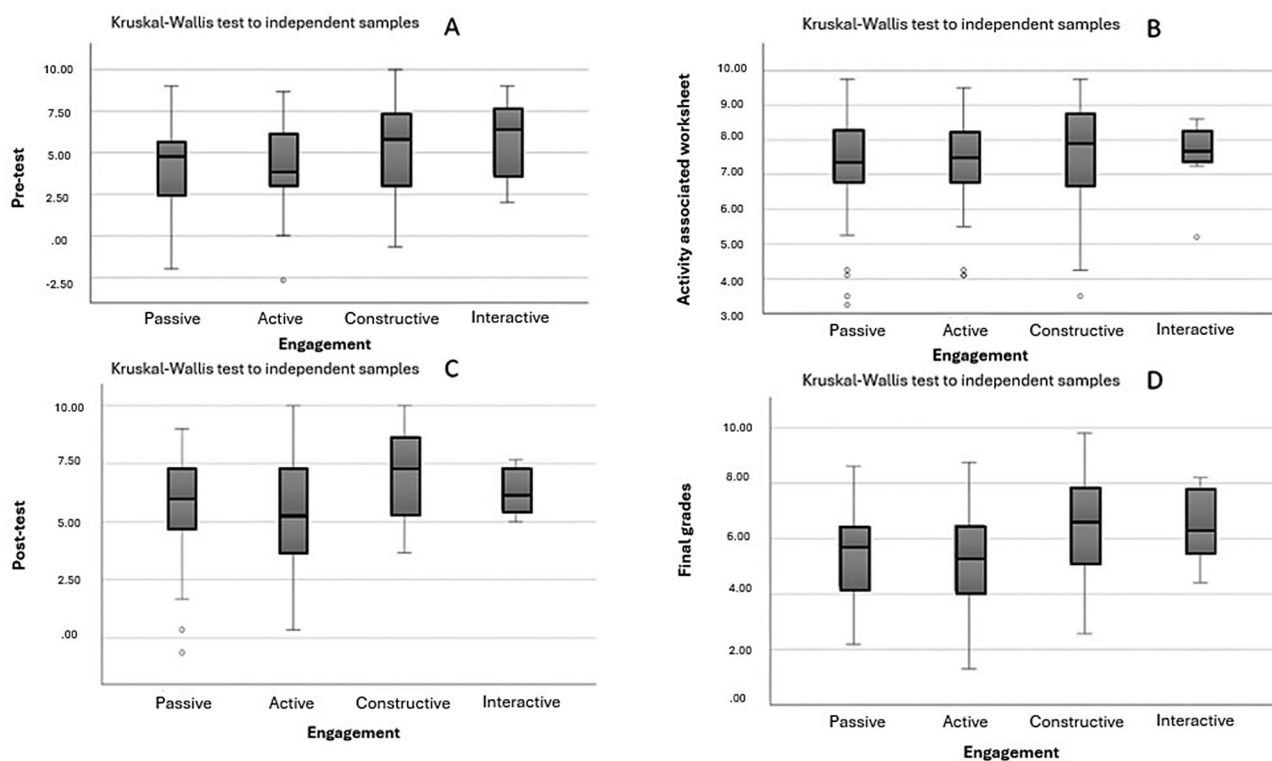 Kruskal-Wallis test to independent samples A
Pre-test
10.00
7.50
5.00
2.50
.00
-2.50
Passive Active Constructive Interactive
Engagement
Kruskal-Wallis test to independent samples B
Activity associated worksheet
10.00
9.00
8.00
7.00
6.00
5.00
4.00
3.00
Passive Active Constructive Interactive
Engagement
Kruskal-Wallis test to independent samples C
Post-test
10.00
7.50
5.00
2.50
.00
Passive Active Constructive Interactive
Engagement
Kruskal-Wallis test to independent samples D
Final grades
10.00
8.00
6.00
4.00
2.00
.00
Passive Active Constructive Interactive
Engagement